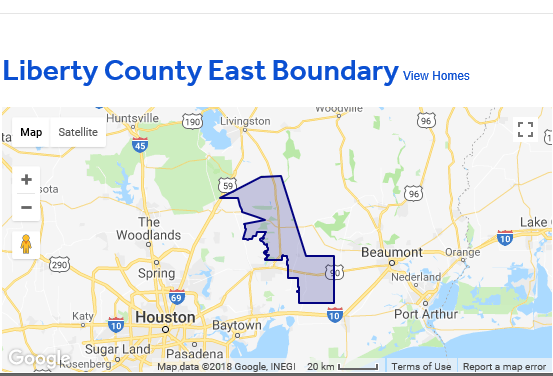 Liberty County East Boundary View Homes
Map Satellite
Huntsville
190
Livingston
Woodville
96
45
59
96
The Woodlands
Lake C
10
290
Spring
Beaumont
Orange
90
Nederland
69
Katy
10
Houston
Baytown
10
Port Arthur
Sugar Land
Pasadena
Rosenberg
Google
Map data ©2018 Google, INEGI 20 km Terms of Use Report a map error